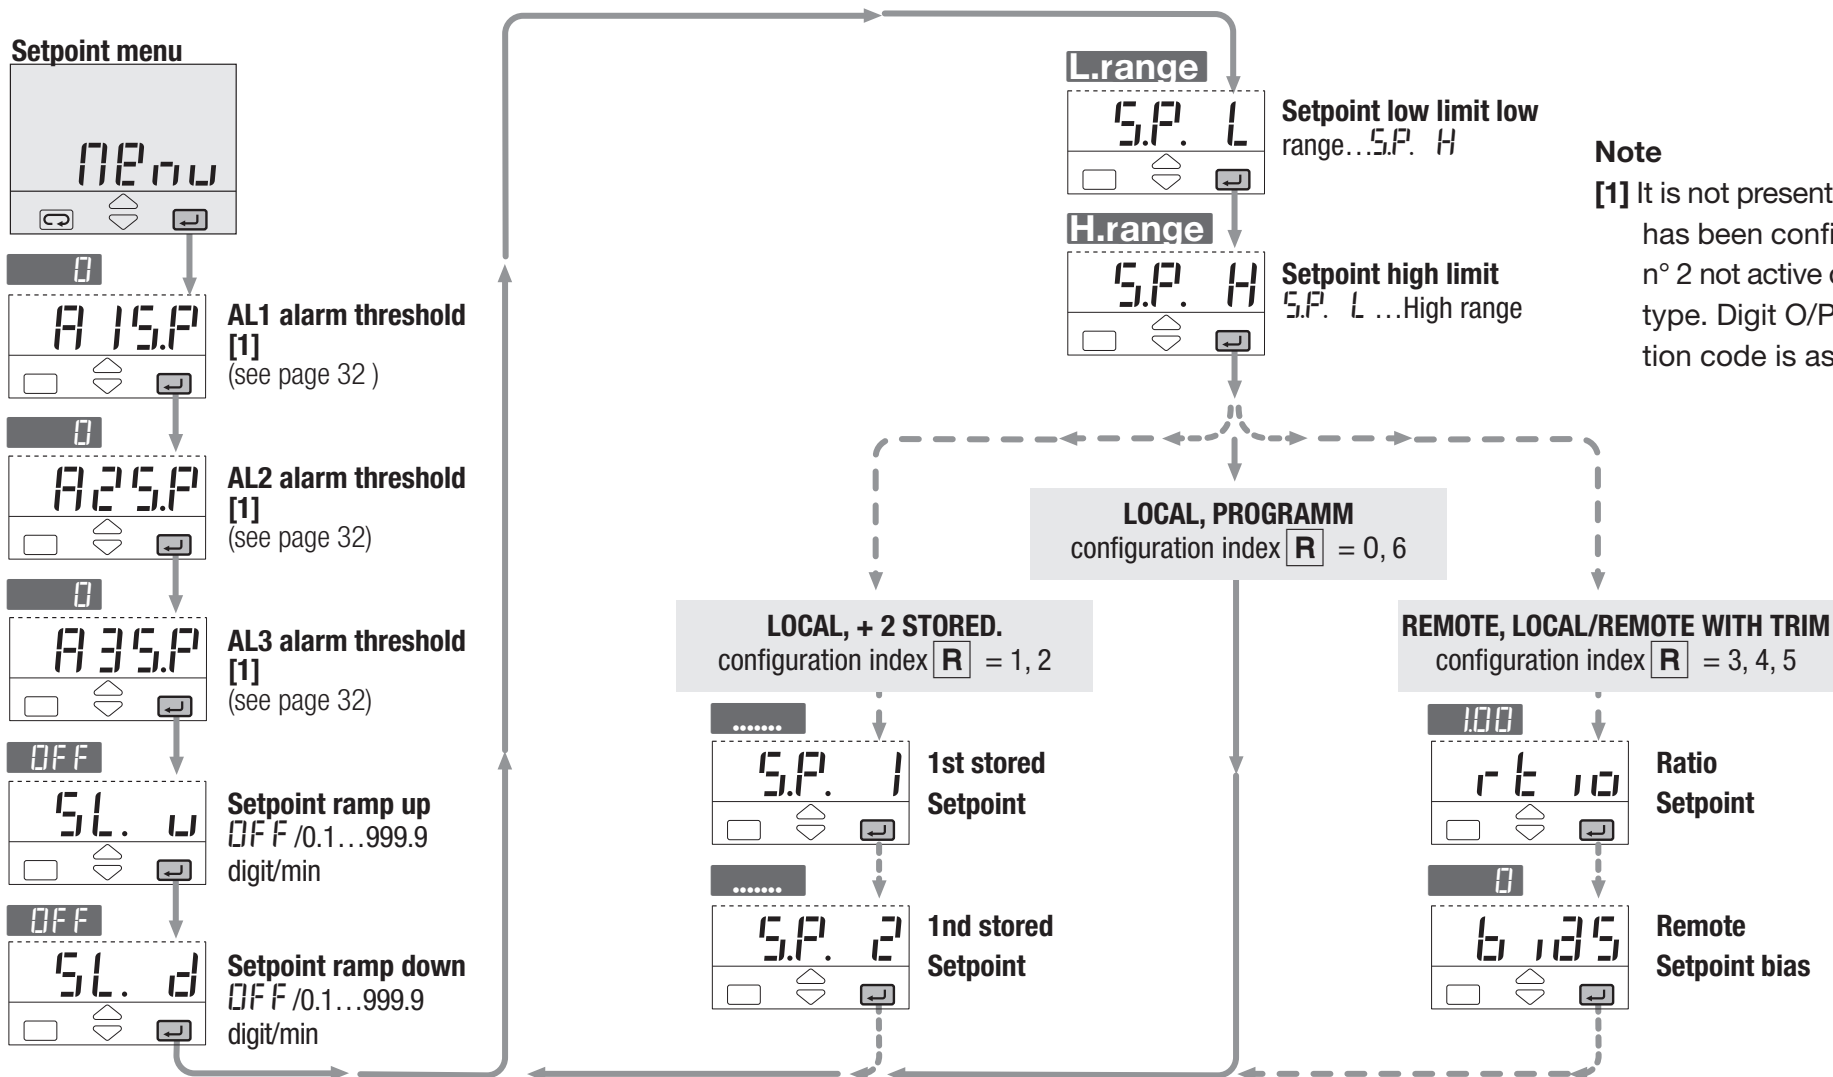 Setpoint menu
MEnu
0
A1S.P
AL1 alarm threshold
[1]
(see page 32 )
0
A2S.P
AL2 alarm threshold
[1]
(see page 32)
0
A3S.P
AL3 alarm threshold
[1]
(see page 32)
OFF
SL. u
Setpoint ramp up
OFF/0.1...999.9
digit/min
OFF
SL. d
Setpoint ramp down
OFF/0.1...999.9
digit/min
L.range
S.P. L
Setpoint low limit low
range...S.P. H
H.range
S.P. H
Setpoint high limit
S.P. L ...High range
Note
[1] It is not present
n° 2 not active
type. Digit O/P
tion code is as
has been
LOCAL, PROGRAMM
configuration index R = 0, 6
LOCAL, + 2 STORED.
configuration index R = 1, 2
.......
S.P. 1
1st stored
Setpoint
.......
S.P. 2
1nd stored
Setpoint
REMOTE, LOCAL/REMOTE WITH TRIM
configuration index R = 3, 4, 5
1.00
rtio
Ratio
Setpoint
0
biaS
Remote
Setpoint bias